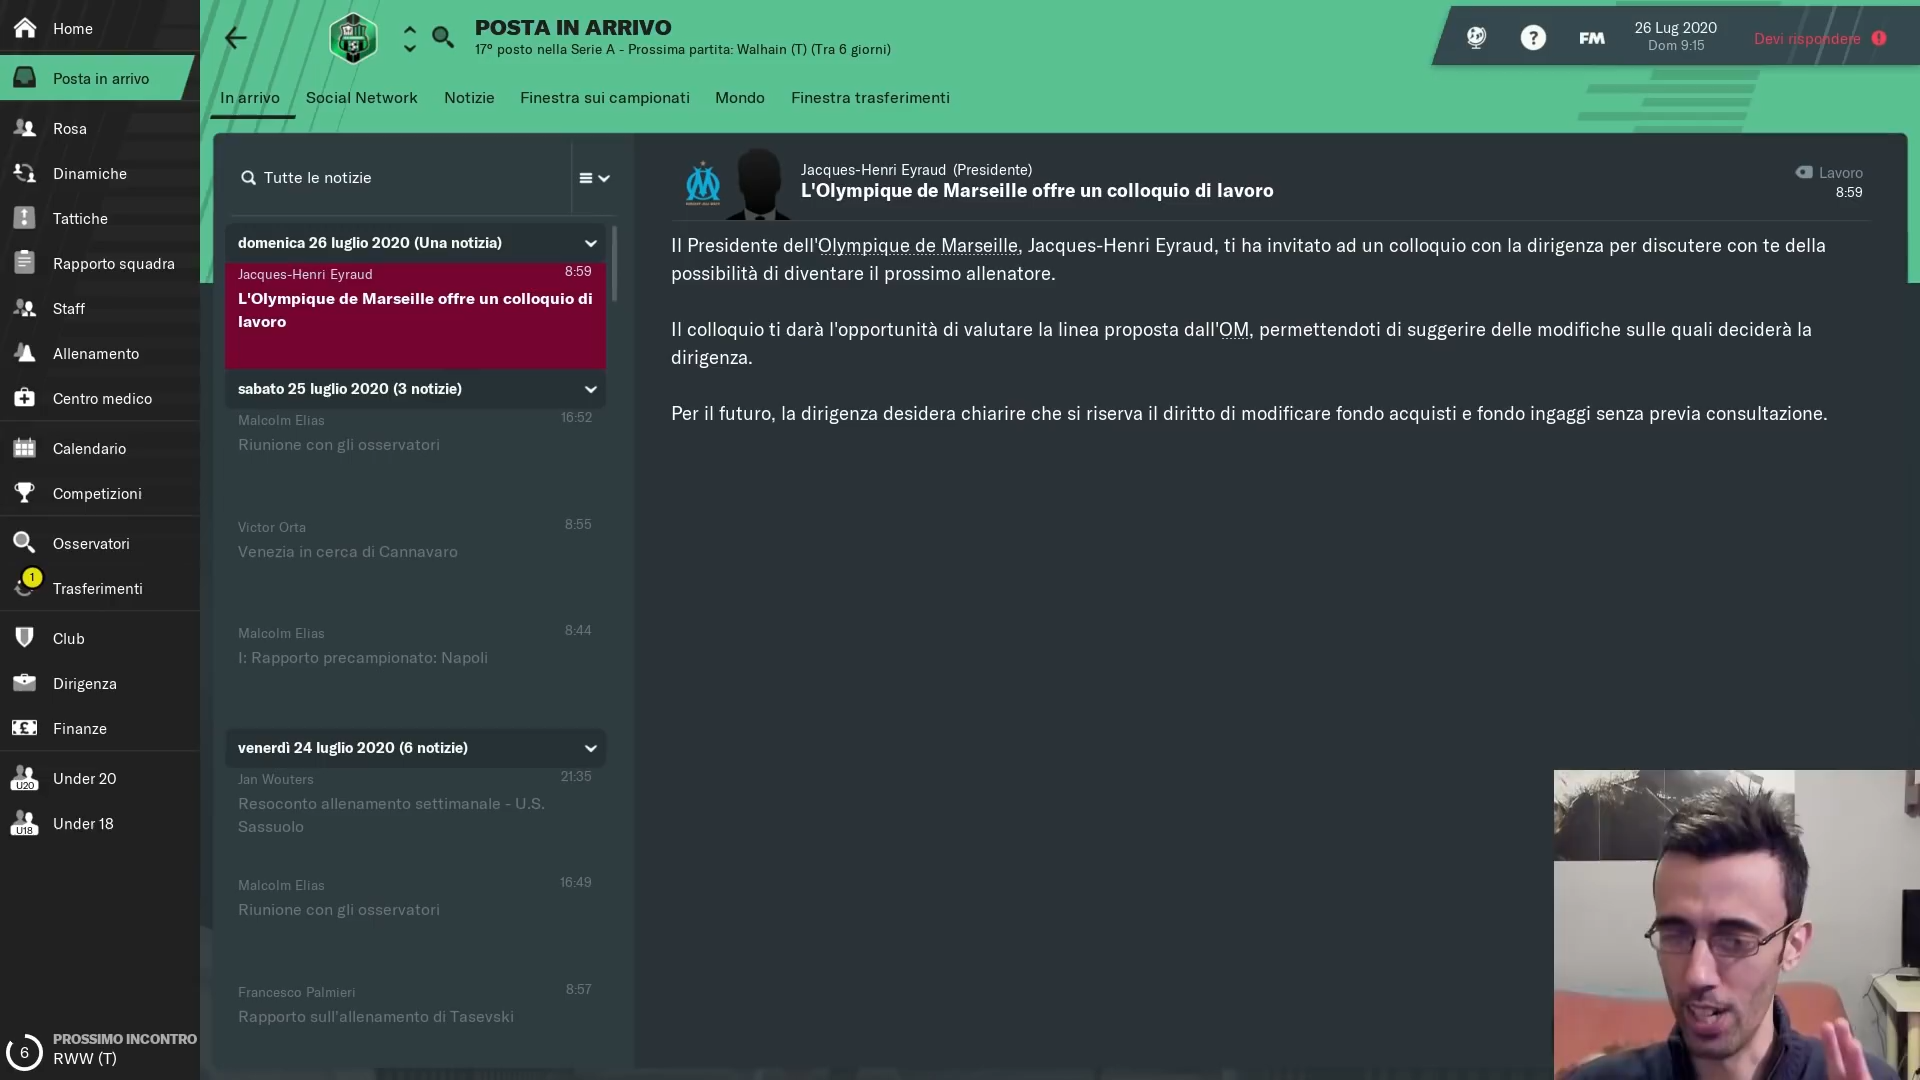 Home
Posta in arrivo
Rosa
Dinamiche
Tattiche
Rapporto squadra
Staff
Allenamento
Centro medico
Calendario
Competizioni
Osservatori
1
Trasferimenti
Club
Dirigenza
Finanze
U20
Under 20
U18
Under 18
6
PROSSIMO INCONTRO
RWW (T)
POSTA IN ARRIVO
17° posto nella Serie A - Prossima partita: Walhain (T) (Tra 6 giorni)
FM
26 Lug 2020
Dom 9:15
Devi rispondere
In arrivo
Social Network
Notizie
Finestra sui campionati
Mondo
Finestra trasferimenti
Tutte le notizie
domenica 26 luglio 2020 (Una notizia)
Jacques-Henri Eyraud 8:59
L'Olympique de Marseille offre un colloquio di
lavoro
sabato 25 luglio 2020 (3 notizie)
Malcolm Elias 16:52
Riunione con gli osservatori
Victor Orta 8:55
Venezia in cerca di Cannavaro
Malcolm Elias 8:44
I: Rapporto precampionato: Napoli
venerdì 24 luglio 2020 (6 notizie)
Jan Wouters 21:35
Resoconto allenamento settimanale - U.S.
Sassuolo
Malcolm Elias 16:49
Riunione con gli osservatori
Francesco Palmieri 8:57
Rapporto sull'allenamento di Tasevski
Jacques-Henri Eyraud (Presidente)
L'Olympique de Marseille offre un colloquio di lavoro
Lavoro
8:59
Il Presidente dell'Olympique de Marseille, Jacques-Henri Eyraud, ti ha invitato ad un colloquio con la dirigenza per discutere con te della
possibilità di diventare il prossimo allenatore.
Il colloquio ti darà l'opportunità di valutare la linea proposta dall'OM, permettendoti di suggerire delle modifiche sulle quali deciderà la
dirigenza.
Per il futuro, la dirigenza desidera chiarire che si riserva il diritto di modificare fondo acquisti e fondo ingaggi senza previa consultazione.